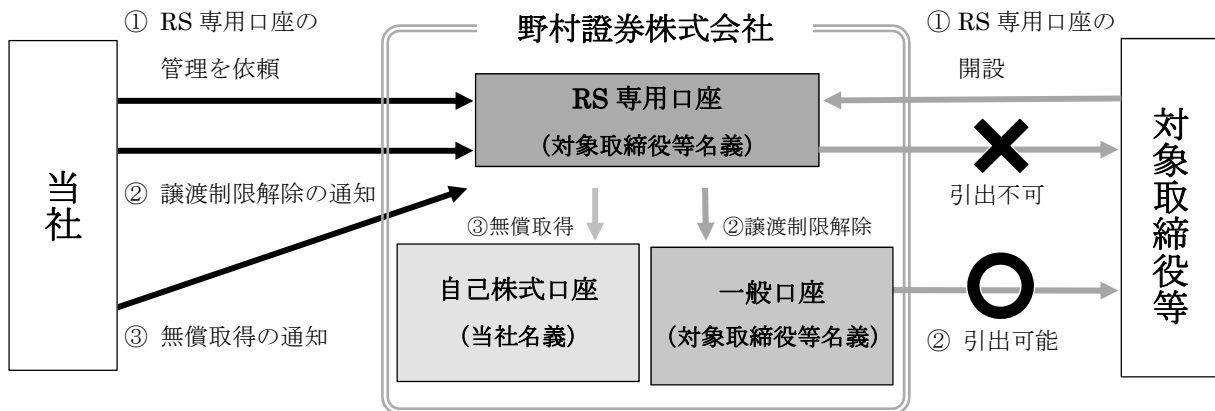 ① RS 専用口座の
管理を依頼
② 譲渡制限解除の通知
③ 無償取得の通知
当社
野村證券株式会社
RS 専用口座
(対象取締役等名義)
③無償取得
②譲渡制限解除
自己株式口座
(当社名義)
一般口座
(対象取締役等名義)
① RS 専用口座の
開設
引出不可
② 引出可能
対象取締役等